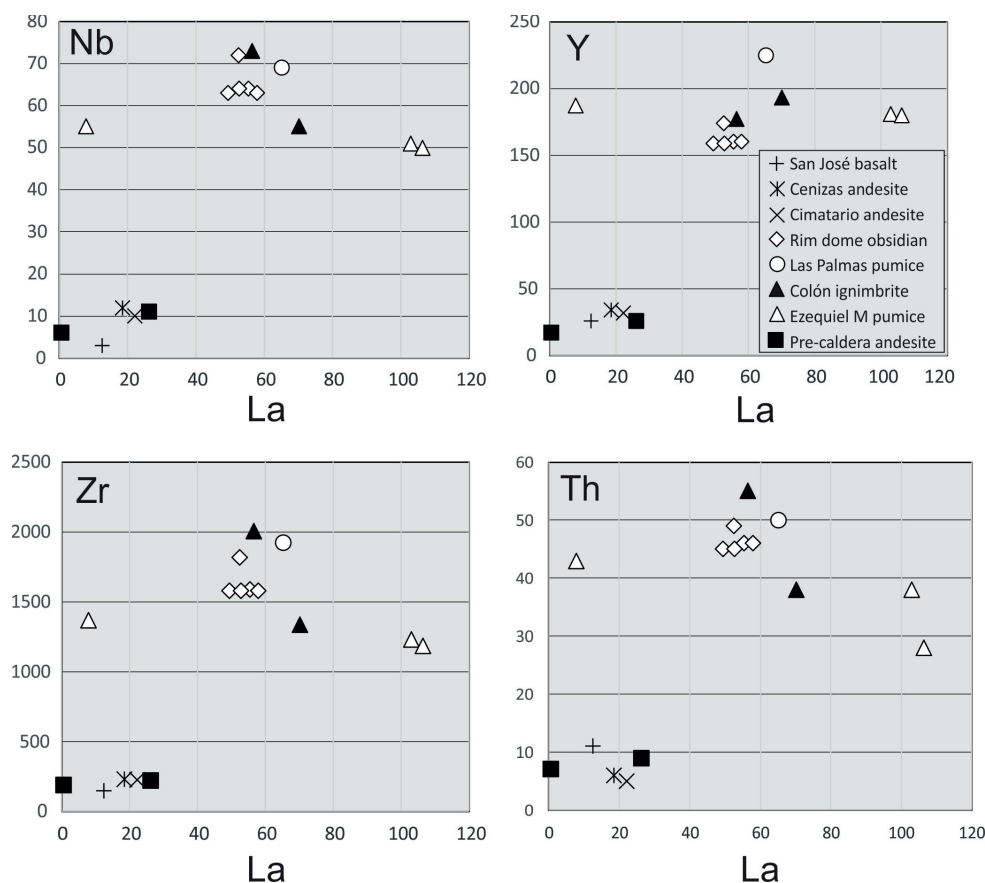 Nb
80
70
60
50
40
30
20
10
0
0 20 40 60 80 100 120
La
Y
250
200
150
100
50
0
0 20 40 60 80 100 120
La
San José basalt
Cenizas andesite
Cimatario andesite
Rim dome obsidian
Las Palmas pumice
Colón ignimbrite
Ezequiel M pumice
Pre-caldera andesite
Zr
2500
2000
1500
1000
500
0
0 20 40 60 80 100 120
La
Th
60
50
40
30
20
10
0
0 20 40 60 80 100 120
La